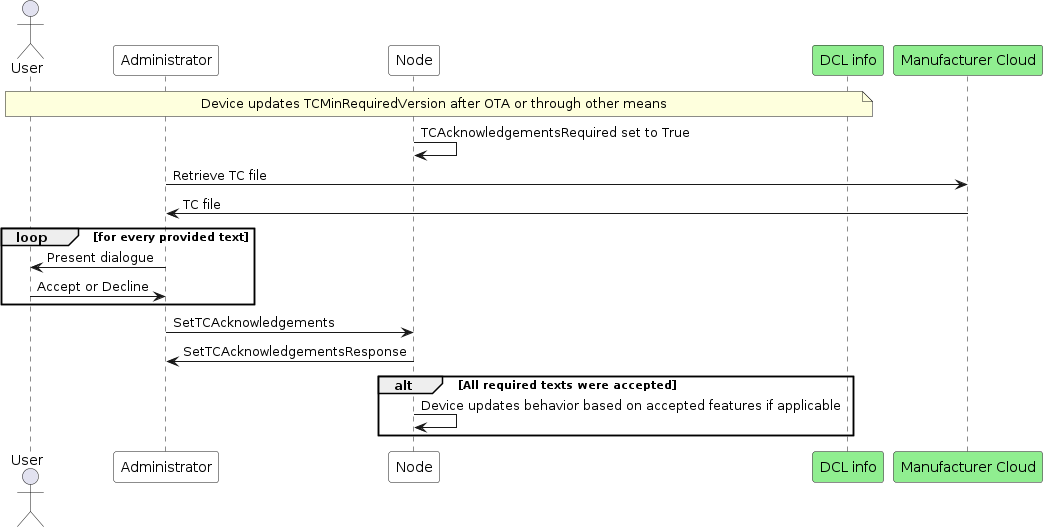 User
Administrator
Node
DCL info
Manufacturer Cloud
Device updates TCMinRequiredVersion after OTA or through other means
TCAcknowledgementsRequired set to True
Retrieve TC file
TC file
loop
[for every provided text]
Present dialogue
Accept or Decline
SetTCAcknowledgements
SetTCAcknowledgementsResponse
alt
[All required texts were accepted]
Device updates behavior based on accepted features if applicable
User
Administrator
Node
DCL info
Manufacturer Cloud